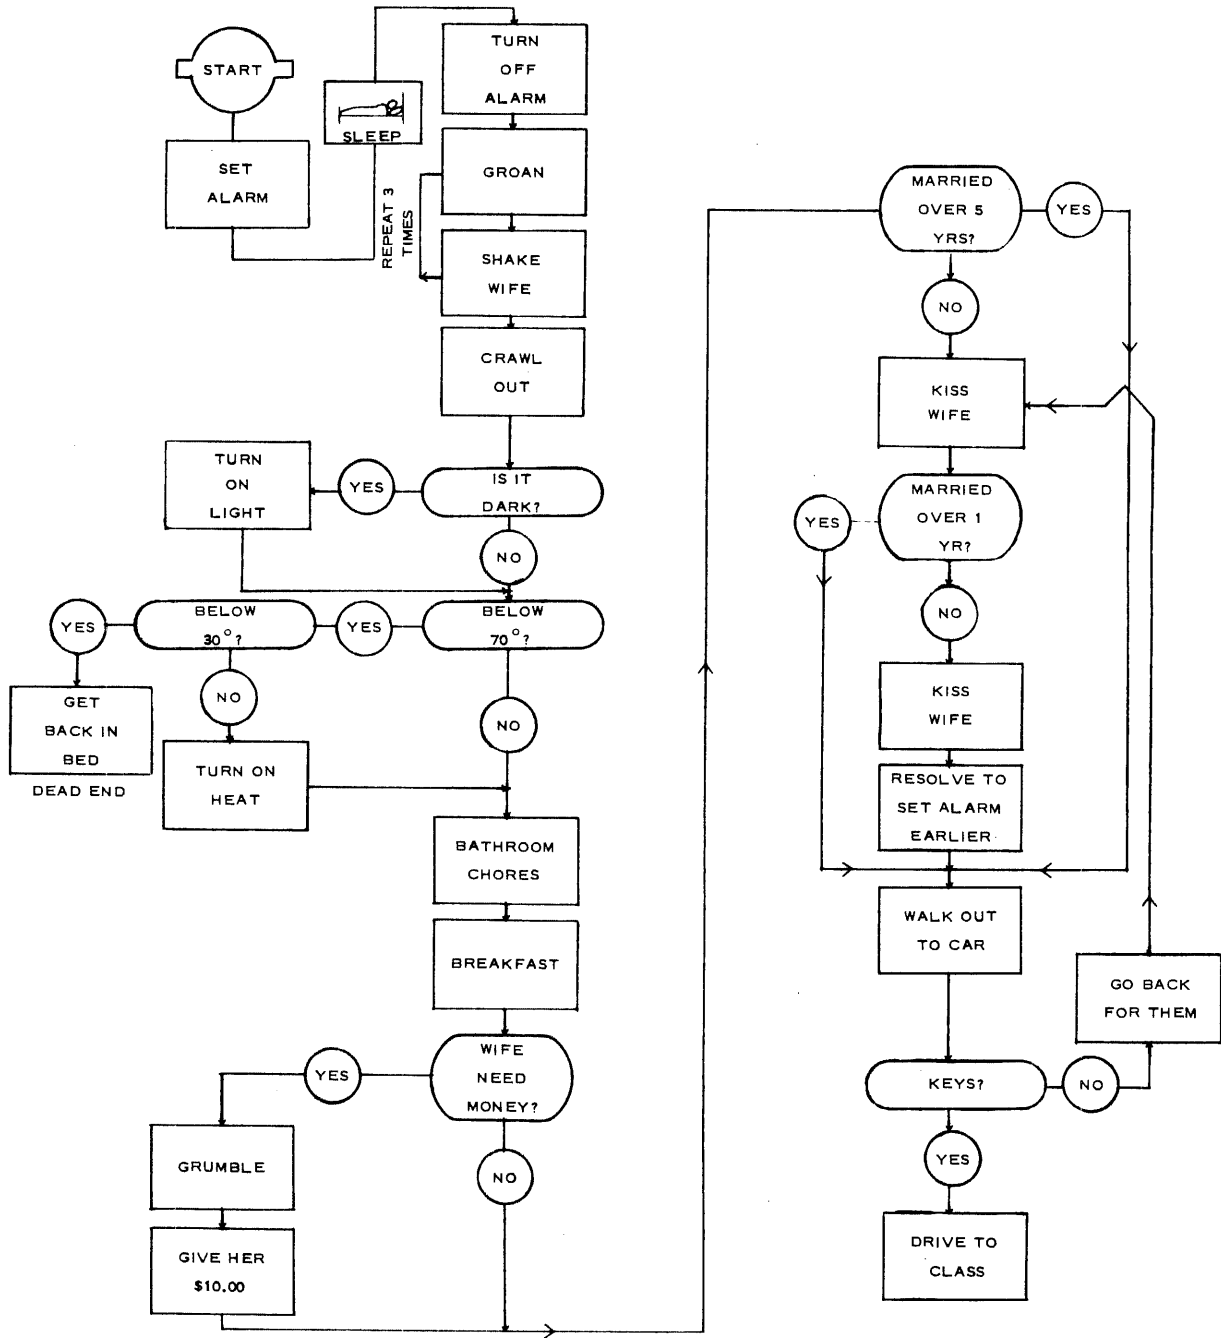 START
SET
ALARM
SLEEP
REPEAT 3
TIMES
TURN
OFF
ALARM
GROAN
SHAKE
WIFE
CRAWL
OUT
IS IT
DARK?
YES
TURN
ON
LIGHT
NO
BELOW
70°?
YES
BELOW
30°?
YES
GET
BACK IN
BED
DEAD END
NO
TURN ON
HEAT
NO
BATHROOM
CHORES
BREAKFAST
WIFE
NEED
MONEY?
YES
GRUMBLE
GIVE HER
$10.00
NO
MARRIED
OVER 5
YRS?
YES
NO
KISS
WIFE
MARRIED
OVER 1
YR?
YES
NO
KISS
WIFE
RESOLVE TO
SET ALARM
EARLIER
WALK OUT
TO CAR
KEYS?
NO
GO BACK
FOR THEM
YES
DRIVE TO
CLASS